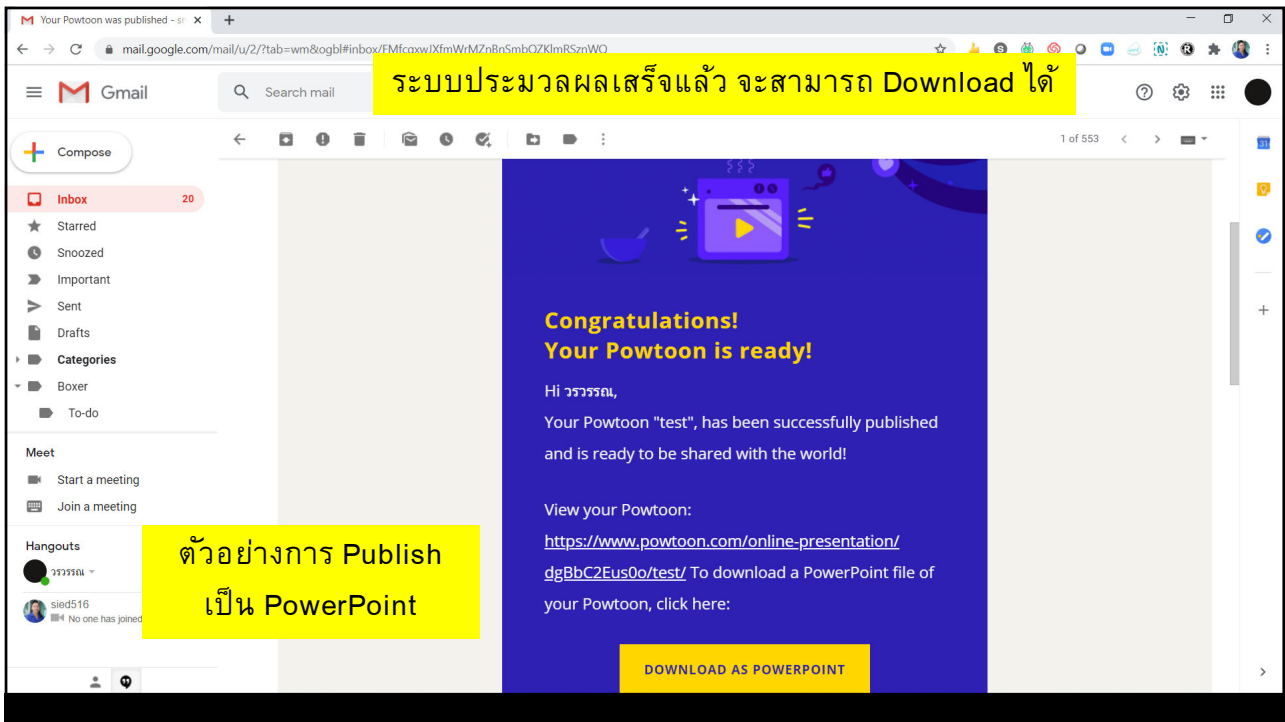 Your Powtoon was published - s
mail.google.com/mail/u/2/?tab=wm&ogbl#inbox/FMfcgxwJXfmWrMZnBnSmbQZKlmRSznWQ
ระบบประมวลผลเสร็จแล้ว จะสามารถ Download ได้
Gmail
Search mail
Compose
1 of 553
Inbox 20
Starred
Snoozed
Important
Sent
Drafts
Categories
Boxer
To-do
Meet
Start a meeting
Join a meeting
Hangouts
วรวรรณ
sied516
No one has joined
ตัวอย่างการ Publish
เป็น PowerPoint
Congratulations!
Your Powtoon is ready!
Hi วรวรรณ,
Your Powtoon "test", has been successfully published
and is ready to be shared with the world!
View your Powtoon:
https://www.powtoon.com/online-presentation/
dgBbC2Eus0o/test/ To download a PowerPoint file of
your Powtoon, click here:
DOWNLOAD AS POWERPOINT